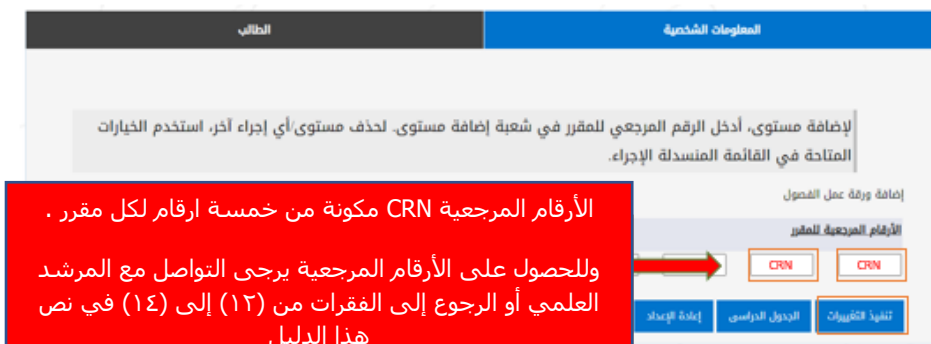 المعلومات الشخصية
الطالب
لإضافة مستوى، أدخل الرقم المرجعي للمقرر في شعبة إضافة مستوى. لحذف مستوى/أي إجراء آخر، استخدم الخيارات
المتاحة في القائمة المنسدلة الإجراء.
إضافة ورقة عمل الفصول
الأرقام المرجعية للمقرر
CRN
CRN
تنفيذ التغييرات
الجدول الدراسى
إعادة الإعداد
الأرقام المرجعية CRN مكونة من خمسة ارقام لكل مقرر .
وللحصول على الأرقام المرجعية يرجى التواصل مع المرشد
العلمي أو الرجوع إلى الفقرات من (١٢) إلى (١٤) في نص
هذا الدليل